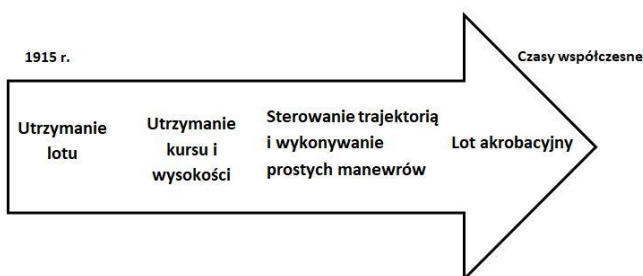 1915 r.
Czasy współczesne
Utrzymanie
lotu
Utrzymanie
kursu i
wysokości
Sterowanie trajektorią
i wykonywanie
prostych manewrów
Lot akrobacyjny